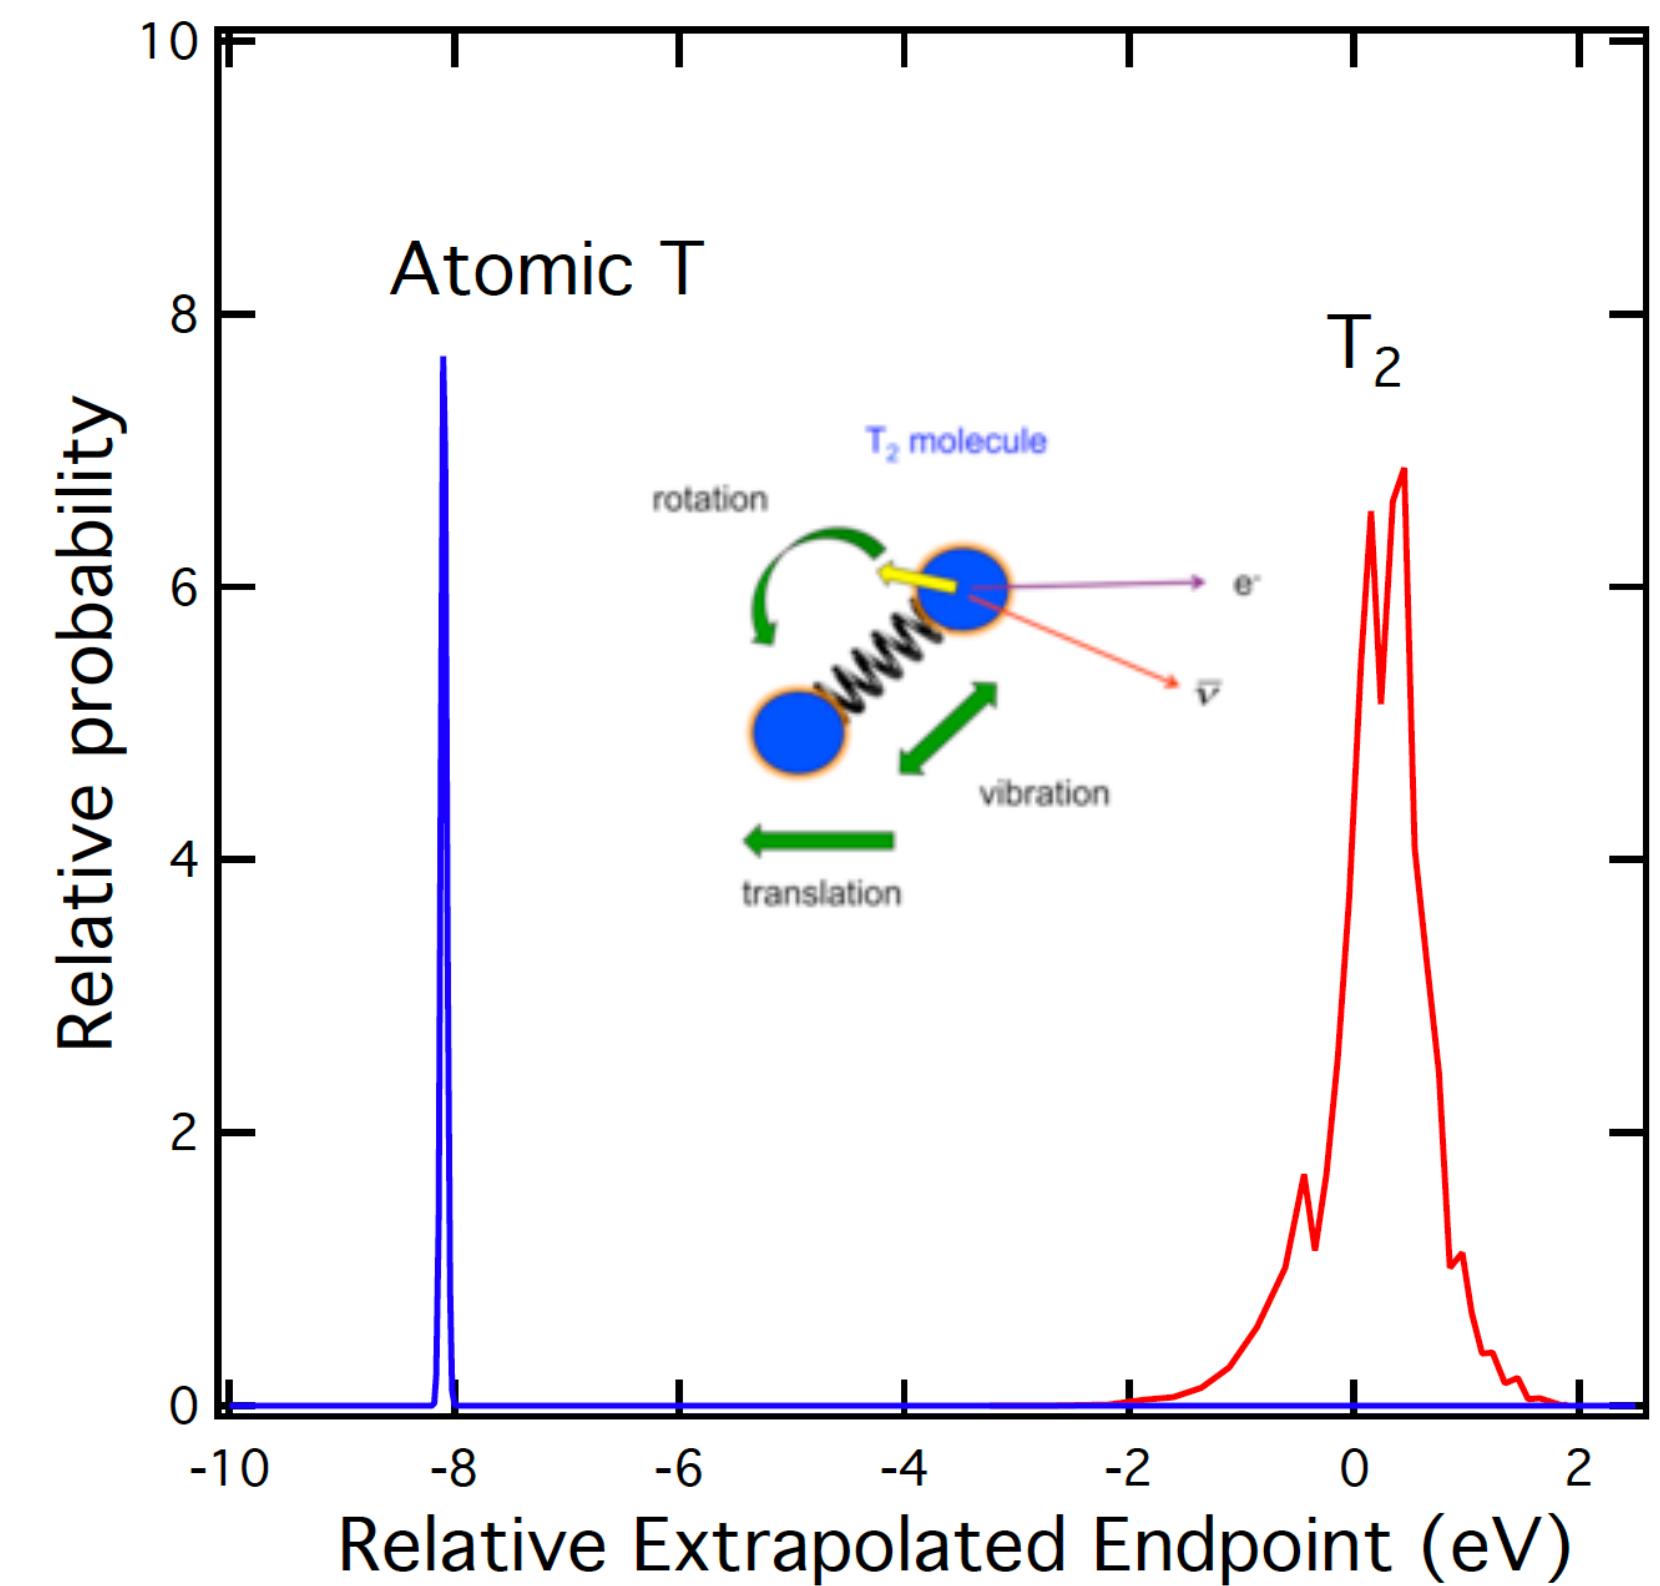 10
8
6
4
2
0
Relative probability
Atomic T
T₂
T₂ molecule
rotation
e⁻
ν̅
vibration
translation
-10 -8 -6 -4 -2 0 2
Relative Extrapolated Endpoint (eV)